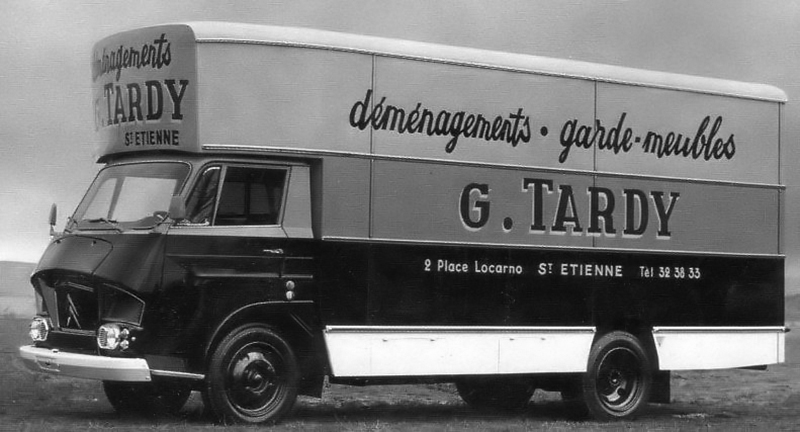 déménagements
G. TARDY
ST ETIENNE
déménagements • garde-meubles
G. TARDY
2 Place Locarno ST ETIENNE Tél 32 38 33